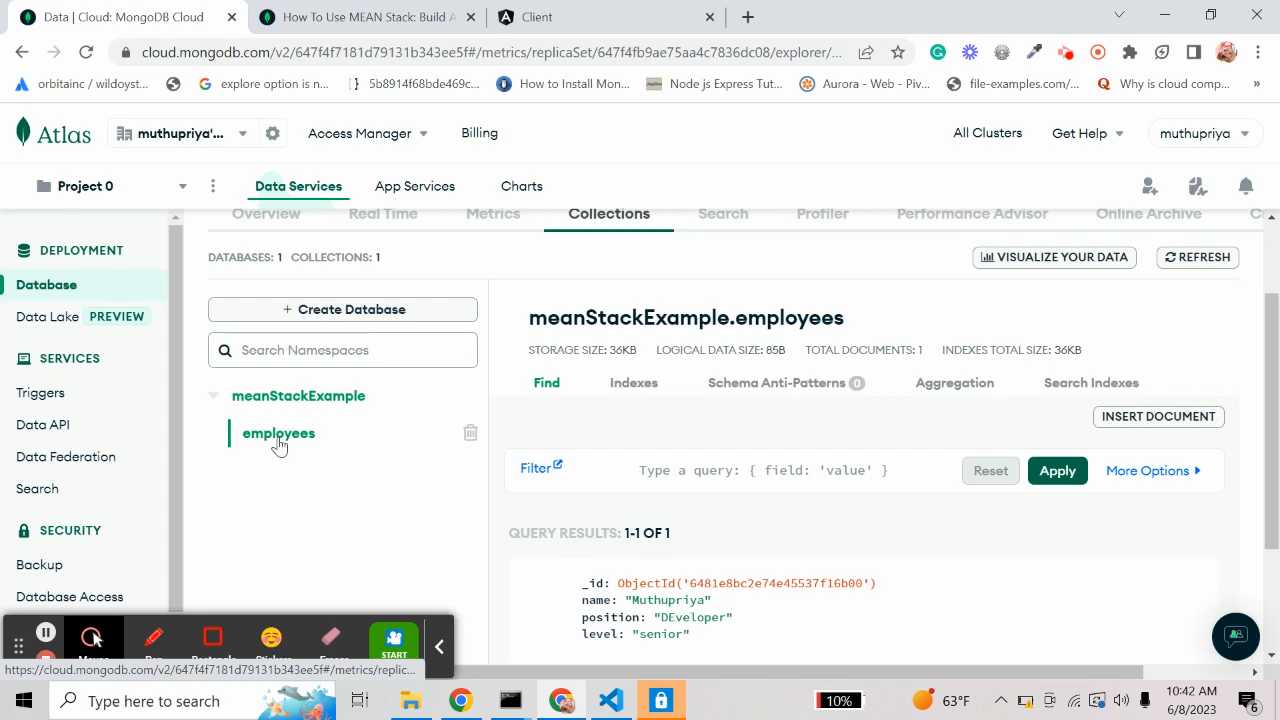 Data | Cloud: MongoDB Cloud
How To Use MEAN Stack: Build A
Client
cloud.mongodb.com/v2/647f4f7181d79131b343ee5f#/metrics/replicaSet/647f4fb9ae75aa4c7836dc08/explorer/...
orbitainc / wildoyst...
explore option is n...
5b8914f68bde469c...
How to Install Mon...
Node js Express Tut...
Aurora - Web - Piv...
file-examples.com/...
Why is cloud comp...
»
Atlas
muthupriya'...
Access Manager
Billing
All Clusters
Get Help
muthupriya
Project 0
Data Services
App Services
Charts
Overview
Real Time
Metrics
Collections
Search
Profiler
Performance Advisor
Online Archive
DEPLOYMENT
Database
Data Lake PREVIEW
SERVICES
Triggers
Data API
Data Federation
Search
SECURITY
Backup
Database Access
DATABASES: 1 COLLECTIONS: 1
VISUALIZE YOUR DATA
REFRESH
+ Create Database
Search Namespaces
meanStackExample
employees
meanStackExample.employees
STORAGE SIZE: 36KB LOGICAL DATA SIZE: 85B TOTAL DOCUMENTS: 1 INDEXES TOTAL SIZE: 36KB
Find
Indexes
Schema Anti-Patterns 0
Aggregation
Search Indexes
INSERT DOCUMENT
Filter
Type a query: { field: 'value' }
Reset
Apply
More Options
QUERY RESULTS: 1-1 OF 1
_id: ObjectId('6481e8bc2e74e45537f16b00')
name: "Muthupriya"
position: "DEveloper"
level: "senior"
START
https://cloud.mongodb.com/v2/647f4f7181d79131b343ee5f#/metrics/replic...
Type here to search
10%
63°F
10:42 AM
6/8/2023
6